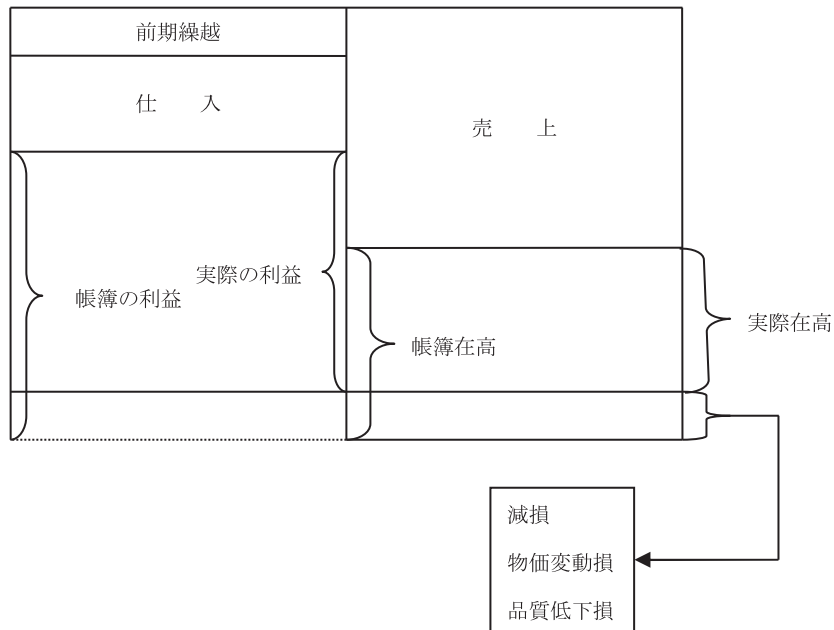 前期繰越
仕　　入
売　　上
実際の利益
帳簿の利益
実際在高
帳簿在高
減損
物価変動損
品質低下損